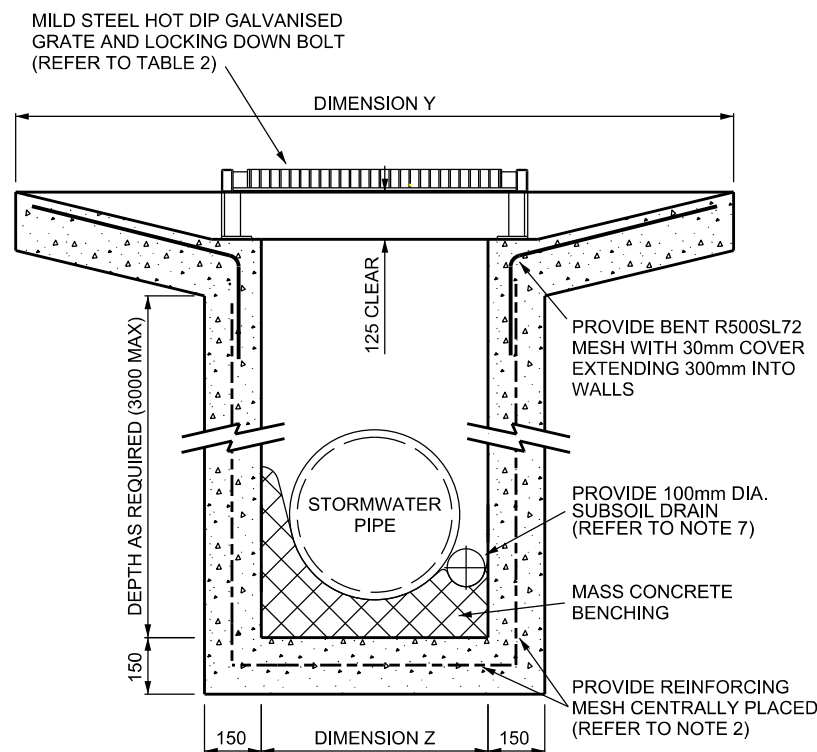 MILD STEEL HOT DIP GALVANISED
GRATE AND LOCKING DOWN BOLT
(REFER TO TABLE 2)
DIMENSION Y
125 CLEAR
PROVIDE BENT R500SL72
MESH WITH 30mm COVER
EXTENDING 300mm INTO
WALLS
DEPTH AS REQUIRED (3000 MAX)
STORMWATER
PIPE
PROVIDE 100mm DIA.
SUBSOIL DRAIN
(REFER TO NOTE 7)
MASS CONCRETE
BENCHING
150
PROVIDE REINFORCING
MESH CENTRALLY PLACED
(REFER TO NOTE 2)
150
DIMENSION Z
150